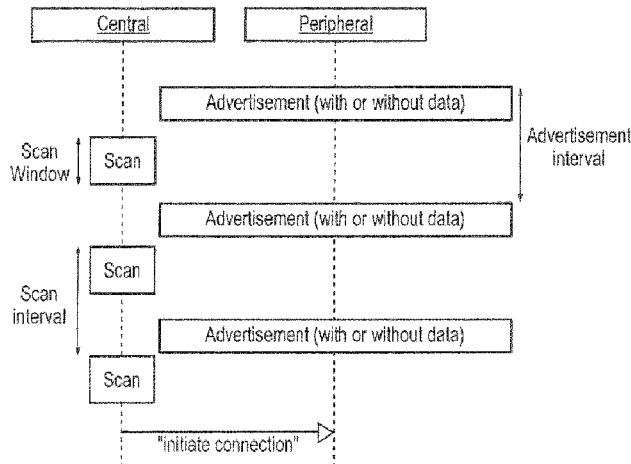 Central
Peripheral
Advertisement (with or without data)
Scan
Window
Scan
Advertisement
interval
Advertisement (with or without data)
Scan
Scan
interval
Advertisement (with or without data)
Scan
"initiate connection"